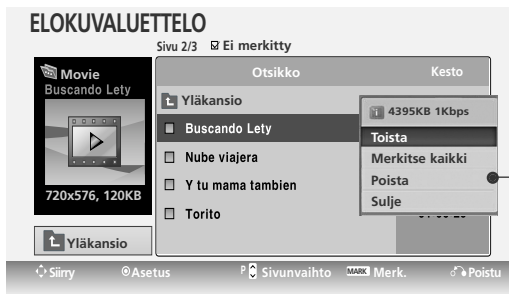 ELOKUVALUETTELO
Sivu 2/3 Ei merkitty
Movie
Buscando Lety
720x576, 120KB
Yläkansio
Otsikko Kesto
Yläkansio
Buscando Lety
Nube viajera
Y tu mama tambien
Torito
4395KB 1Kbps
Toista
Merkitse kaikki
Poista
Sulje
Siirry Asetus P Sivunvaihto MARK Merk. Poistu